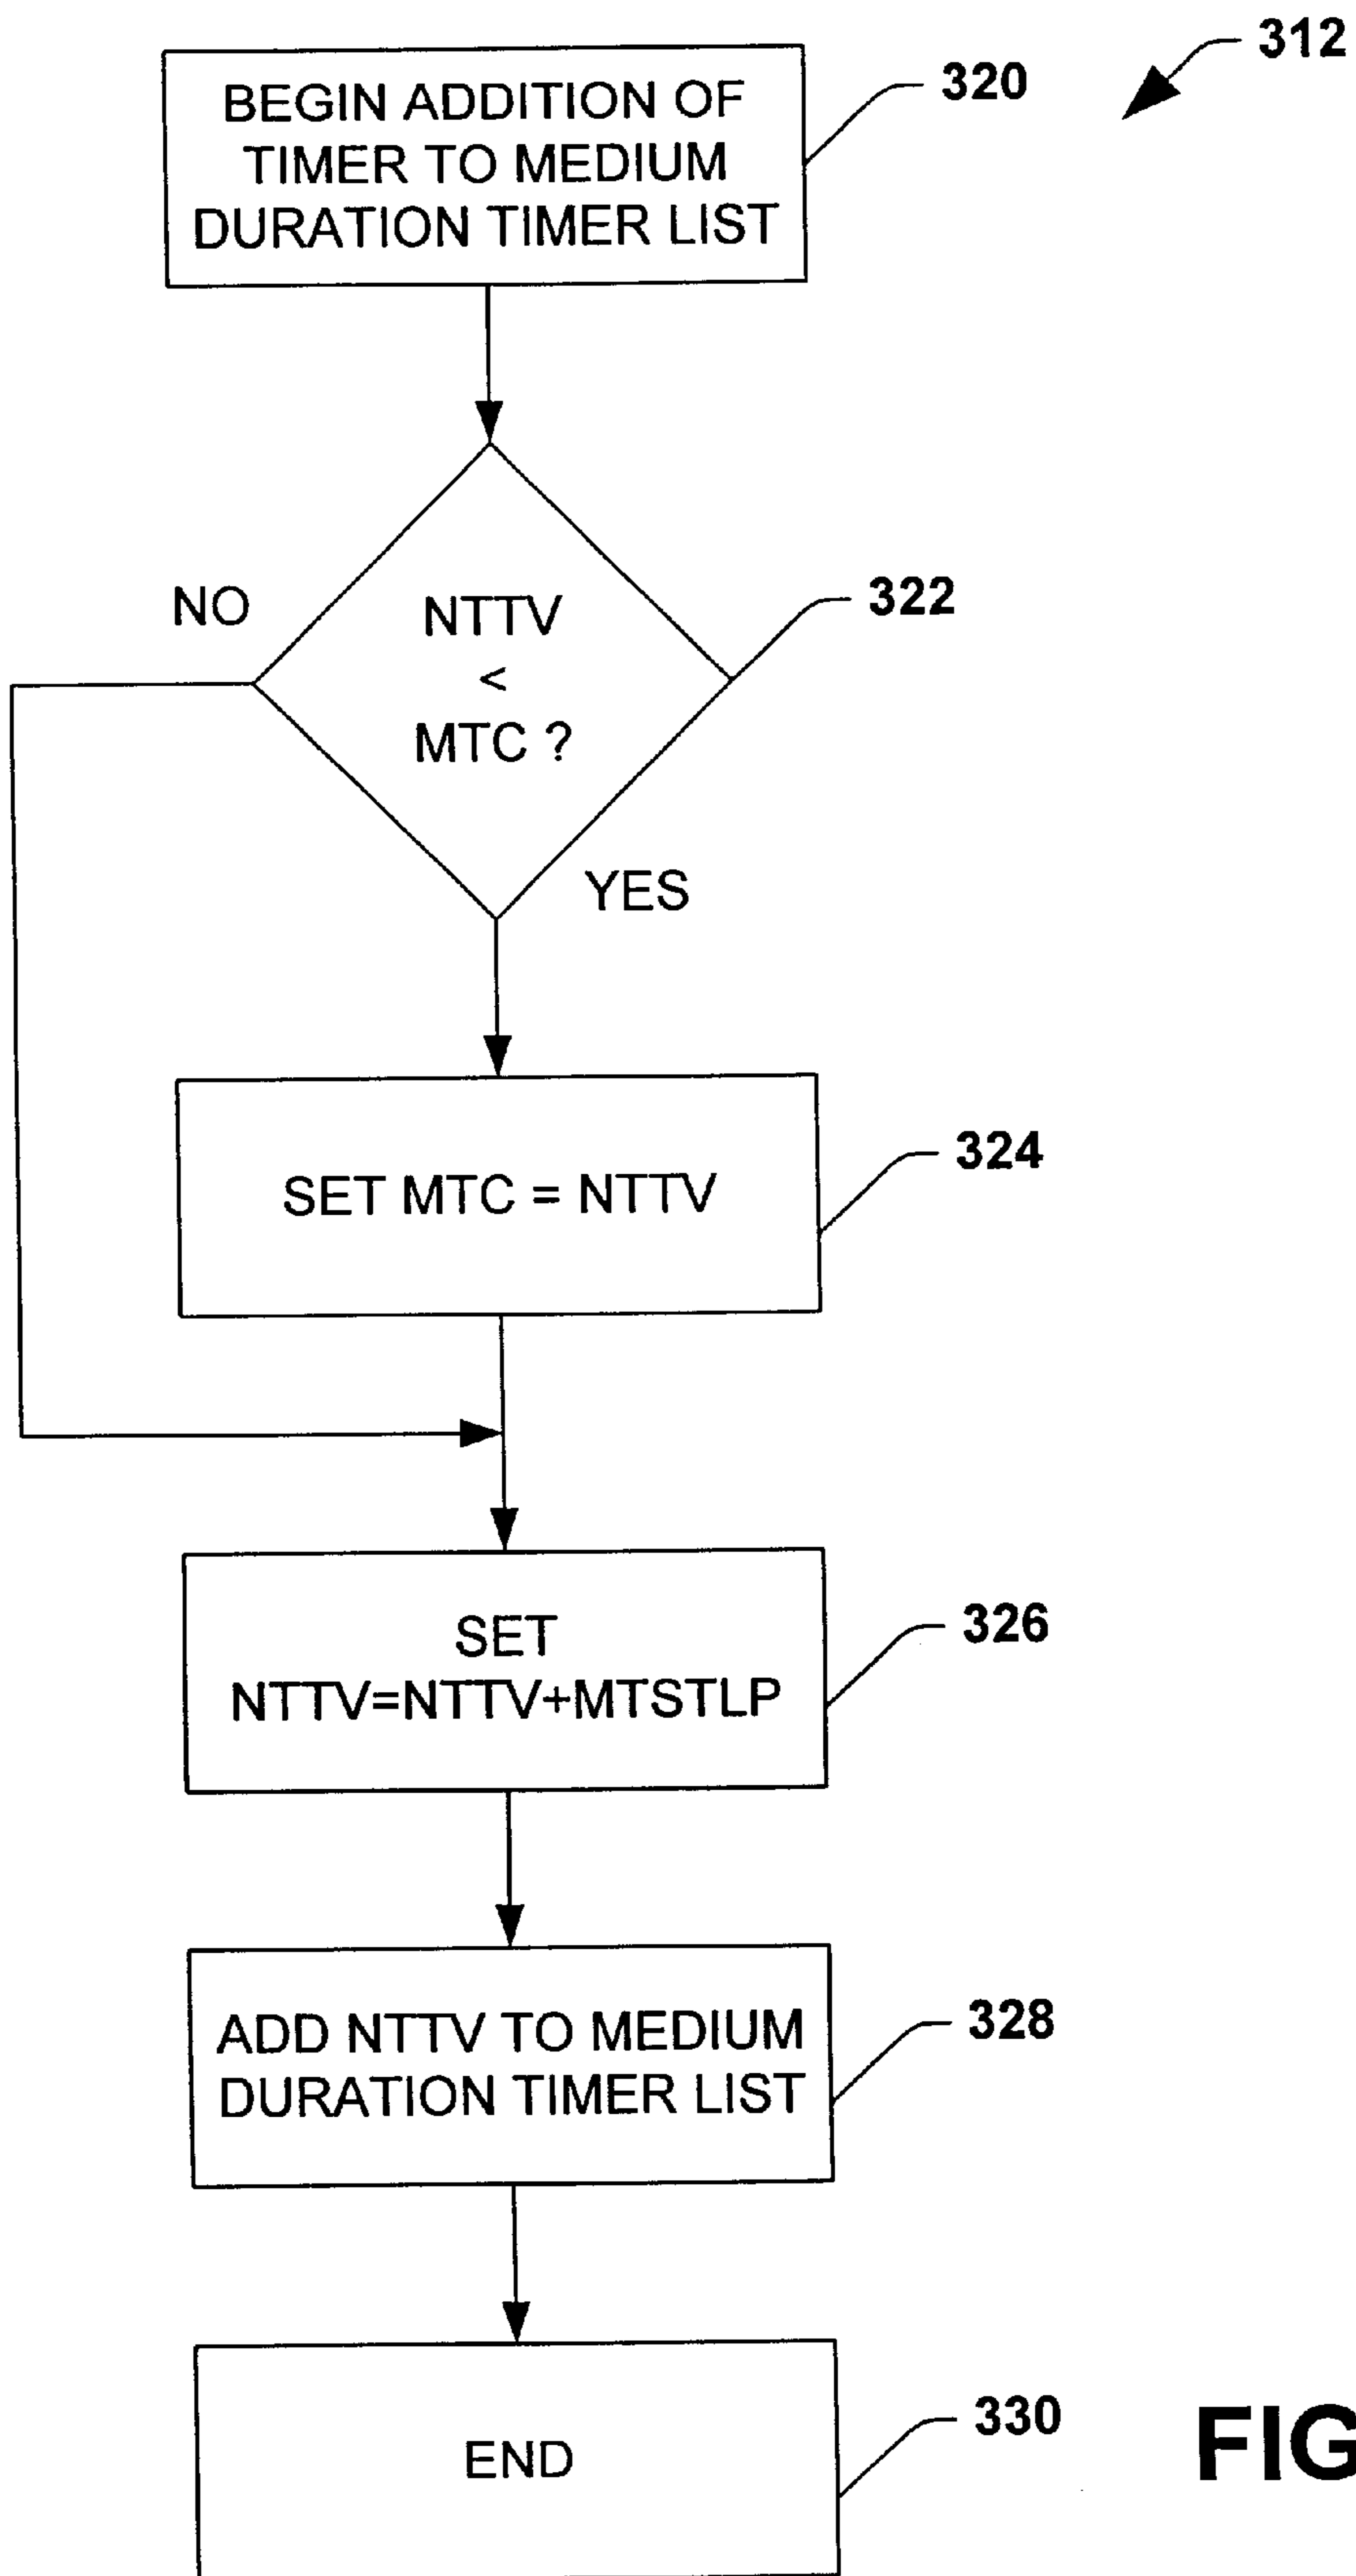 312
BEGIN ADDITION OF
TIMER TO MEDIUM
DURATION TIMER LIST
320
NO
NTTV
<
MTC ?
322
YES
SET MTC = NTTV
324
SET
NTTV=NTTV+MTSTLP
326
ADD NTTV TO MEDIUM
DURATION TIMER LIST
328
END
330
FIG